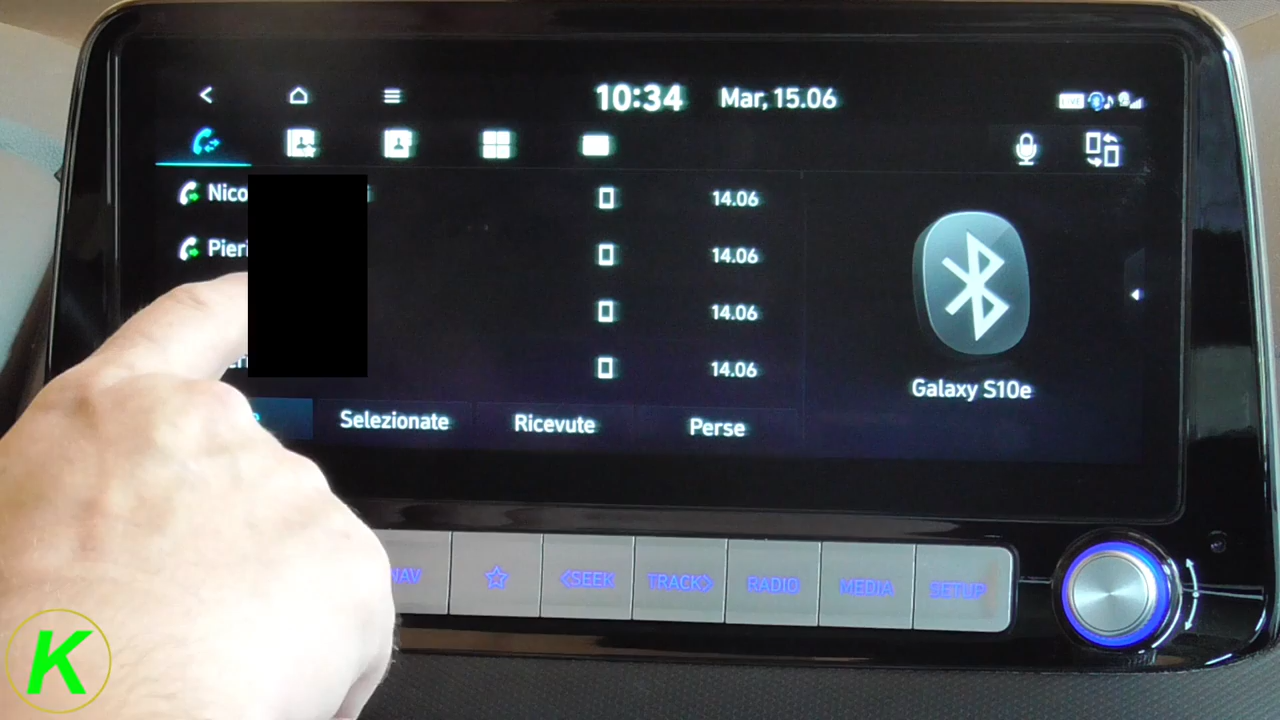 10:34 Mar, 15.06
LIVE
Nico 14.06
Pieri 14.06
14.06
14.06
Galaxy S10e
Selezionate Ricevute Perse
NAV <SEEK TRACK> RADIO MEDIA SETUP
K